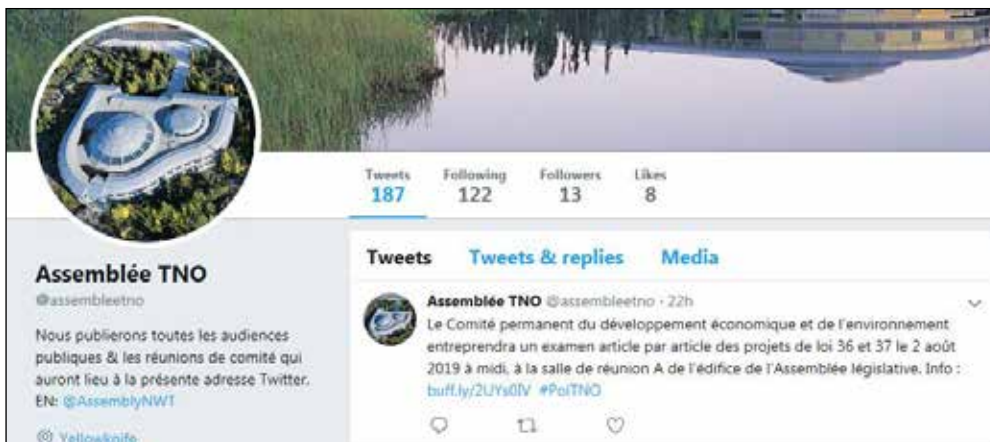 Tweets Following Followers Likes
187 122 13 8
Assemblée TNO
@assembleetno
Nous publierons toutes les audiences
publiques & les réunions de comité qui
auront lieu à la présente adresse Twitter.
EN: @AssemblyNWT
Yellowknife
Tweets Tweets & replies Media
Assemblée TNO @assembleetno · 22h
Le Comité permanent du développement économique et de l'environnement
entreprendra un examen article par article des projets de loi 36 et 37 le 2 août
2019 à midi, à la salle de réunion A de l'édifice de l'Assemblée législative. Info :
buff.ly/2UYs0IV #PolTNO